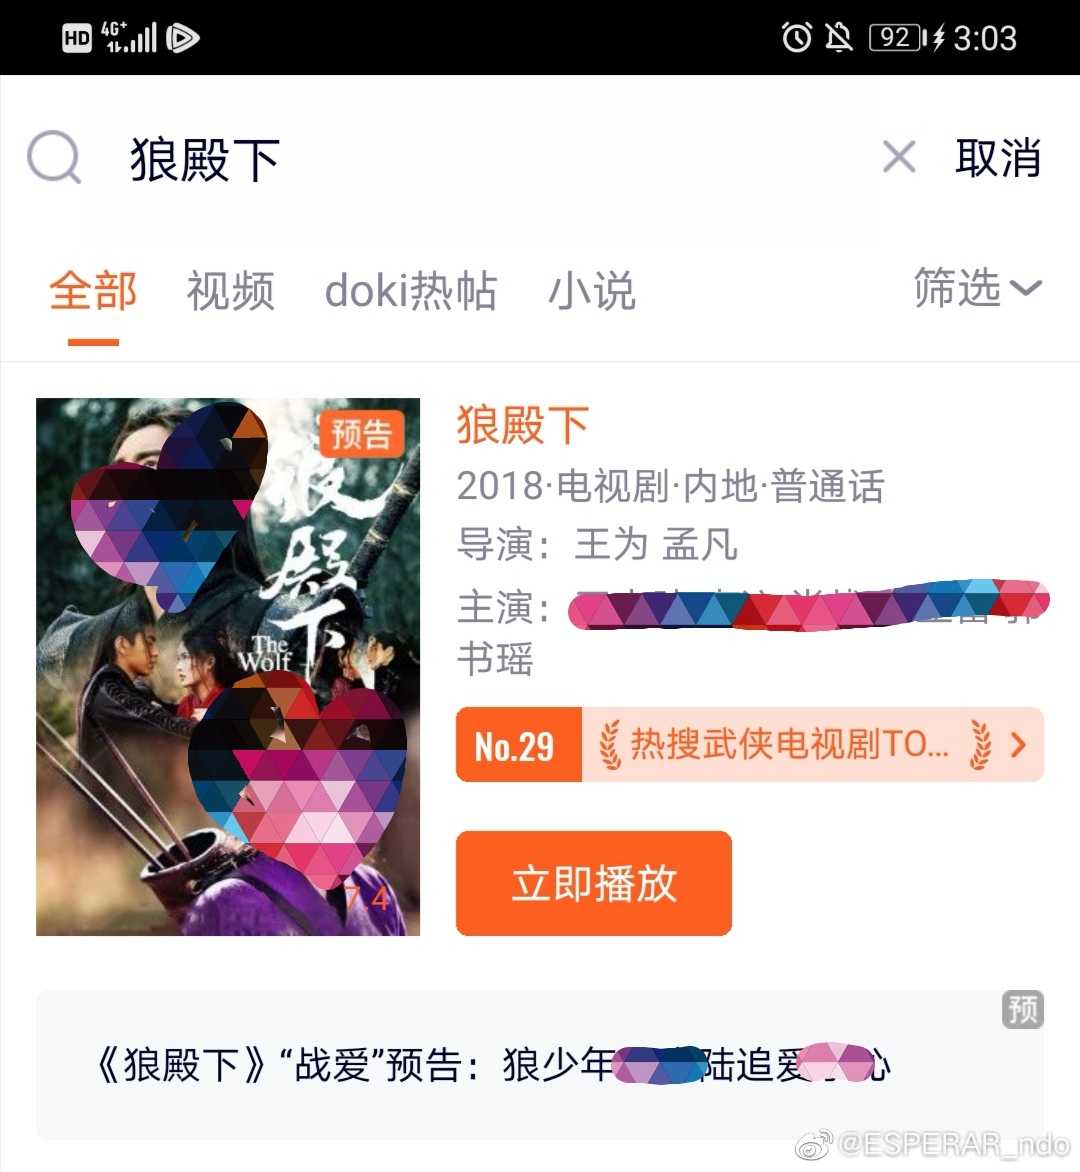 HD 4G+ 92 3:03
狼殿下 取消
全部 视频 doki热帖 小说 筛选
预告
狼殿下
The Wolf
7.4
狼殿下
2018·电视剧·内地·普通话
导演：王为 孟凡
主演：
书瑶
No.29 热搜武侠电视剧TO...
立即播放
预
《狼殿下》“战爱”预告：狼少年 陆追爱 心
@ESPERAR_ndo